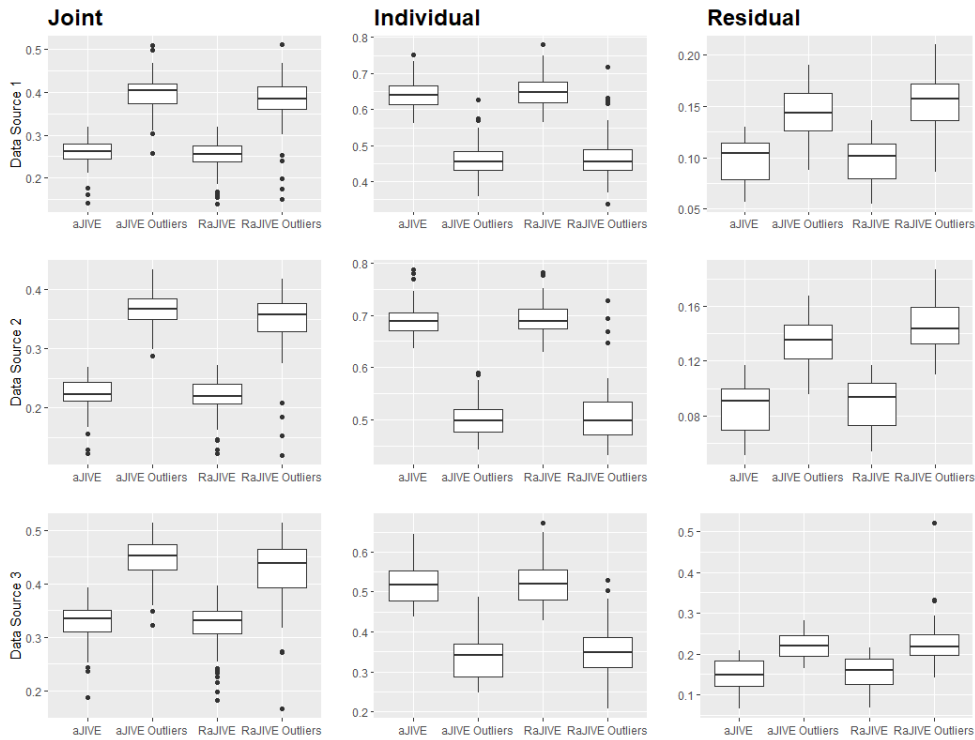 Joint Individual Residual
Data Source 1
0.5
0.4
0.3
0.2
aJIVE aJIVE Outliers RaJIVE RaJIVE Outliers
0.8
0.7
0.6
0.5
0.4
aJIVE aJIVE Outliers RaJIVE RaJIVE Outliers
0.20
0.15
0.10
0.05
aJIVE aJIVE Outliers RaJIVE RaJIVE Outliers
Data Source 2
0.4
0.3
0.2
aJIVE aJIVE Outliers RaJIVE RaJIVE Outliers
0.7
0.6
0.5
aJIVE aJIVE Outliers RaJIVE RaJIVE Outliers
0.16
0.12
0.08
aJIVE aJIVE Outliers RaJIVE RaJIVE Outliers
Data Source 3
0.5
0.4
0.3
0.2
aJIVE aJIVE Outliers RaJIVE RaJIVE Outliers
0.6
0.5
0.4
0.3
0.2
aJIVE aJIVE Outliers RaJIVE RaJIVE Outliers
0.5
0.4
0.3
0.2
0.1
aJIVE aJIVE Outliers RaJIVE RaJIVE Outliers